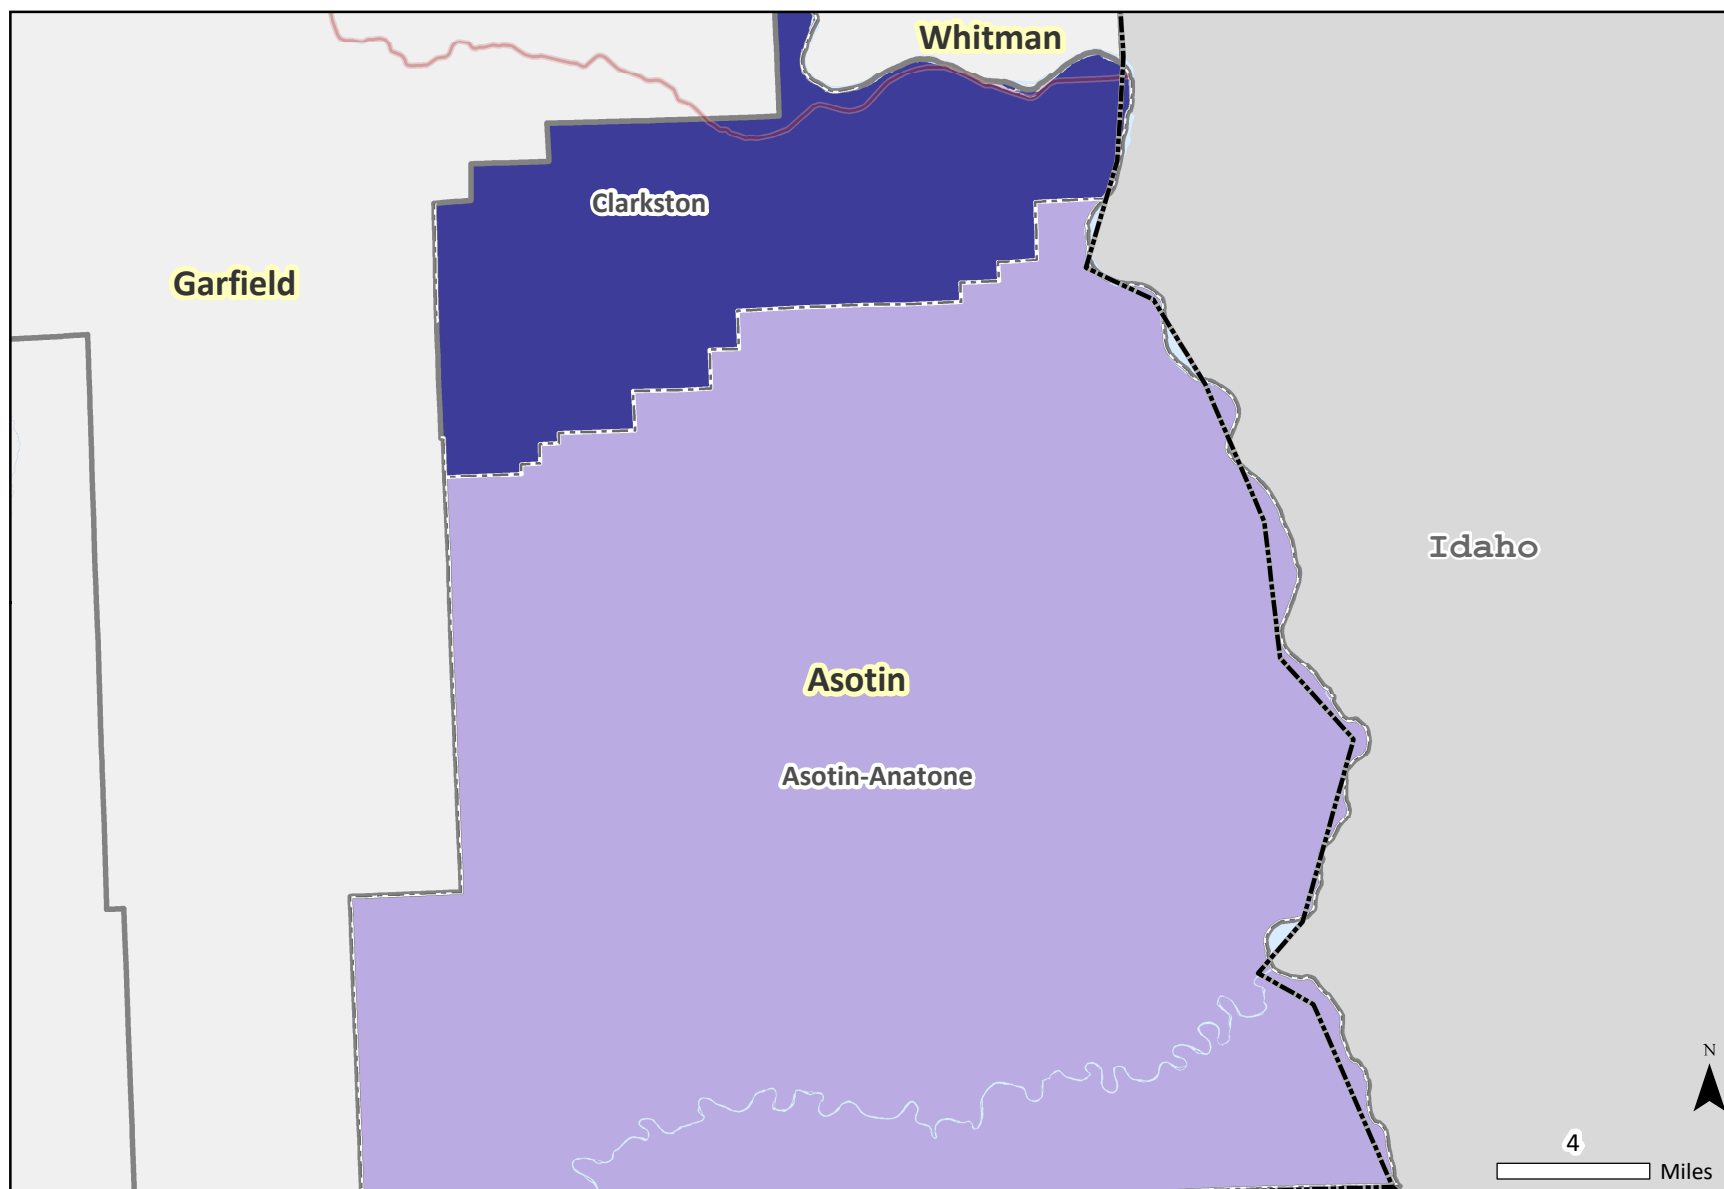 Whitman
Clarkston
Garfield
Idaho
Asotin
Asotin-Anatone
N
4
Miles